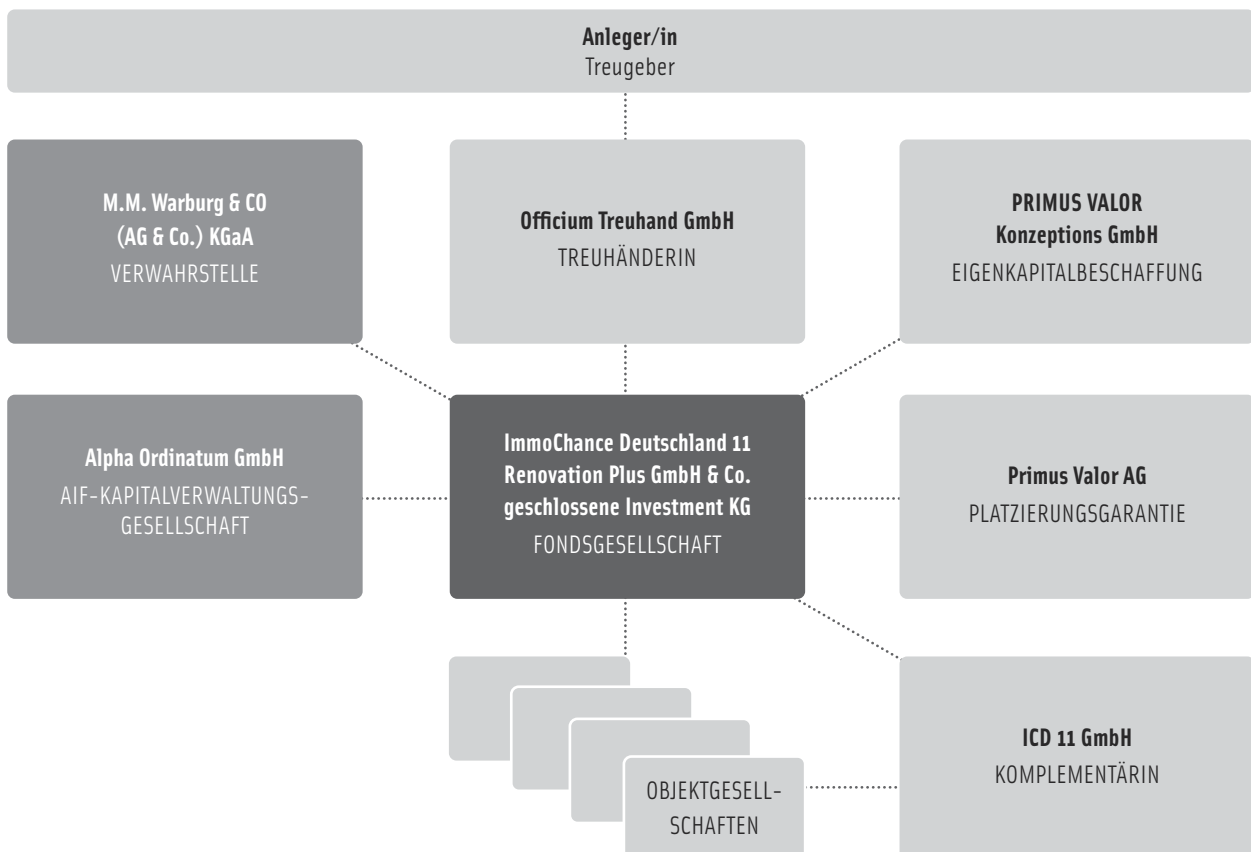 Anleger/in
Treugeber
M.M. Warburg & CO
(AG & Co.) KGaA
VERWAHRSTELLE
Officium Treuhand GmbH
TREUHÄNDERIN
PRIMUS VALOR
Konzeptions GmbH
EIGENKAPITALBESCHAFFUNG
Alpha Ordinatum GmbH
AIF-KAPITALVERWALTUNGS-
GESELLSCHAFT
ImmoChance Deutschland 11
Renovation Plus GmbH & Co.
geschlossene Investment KG
FONDSGESELLSCHAFT
Primus Valor AG
PLATZIERUNGSGARANTIE
ICD 11 GmbH
KOMPLEMENTÄRIN
OBJEKTGESELL-
SCHAFTEN